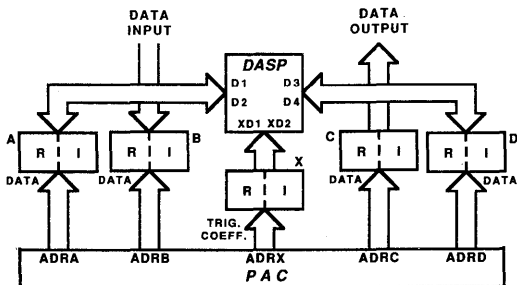 DATA INPUT
DATA OUTPUT
DASP
D1 D3
D2 D4
XD1 XD2
A R I
B R I
C R I
D R I
DATA DATA DATA DATA
X
R I
TRIG. COEFF.
ADRA ADRB ADRX ADRC ADRD
PAC